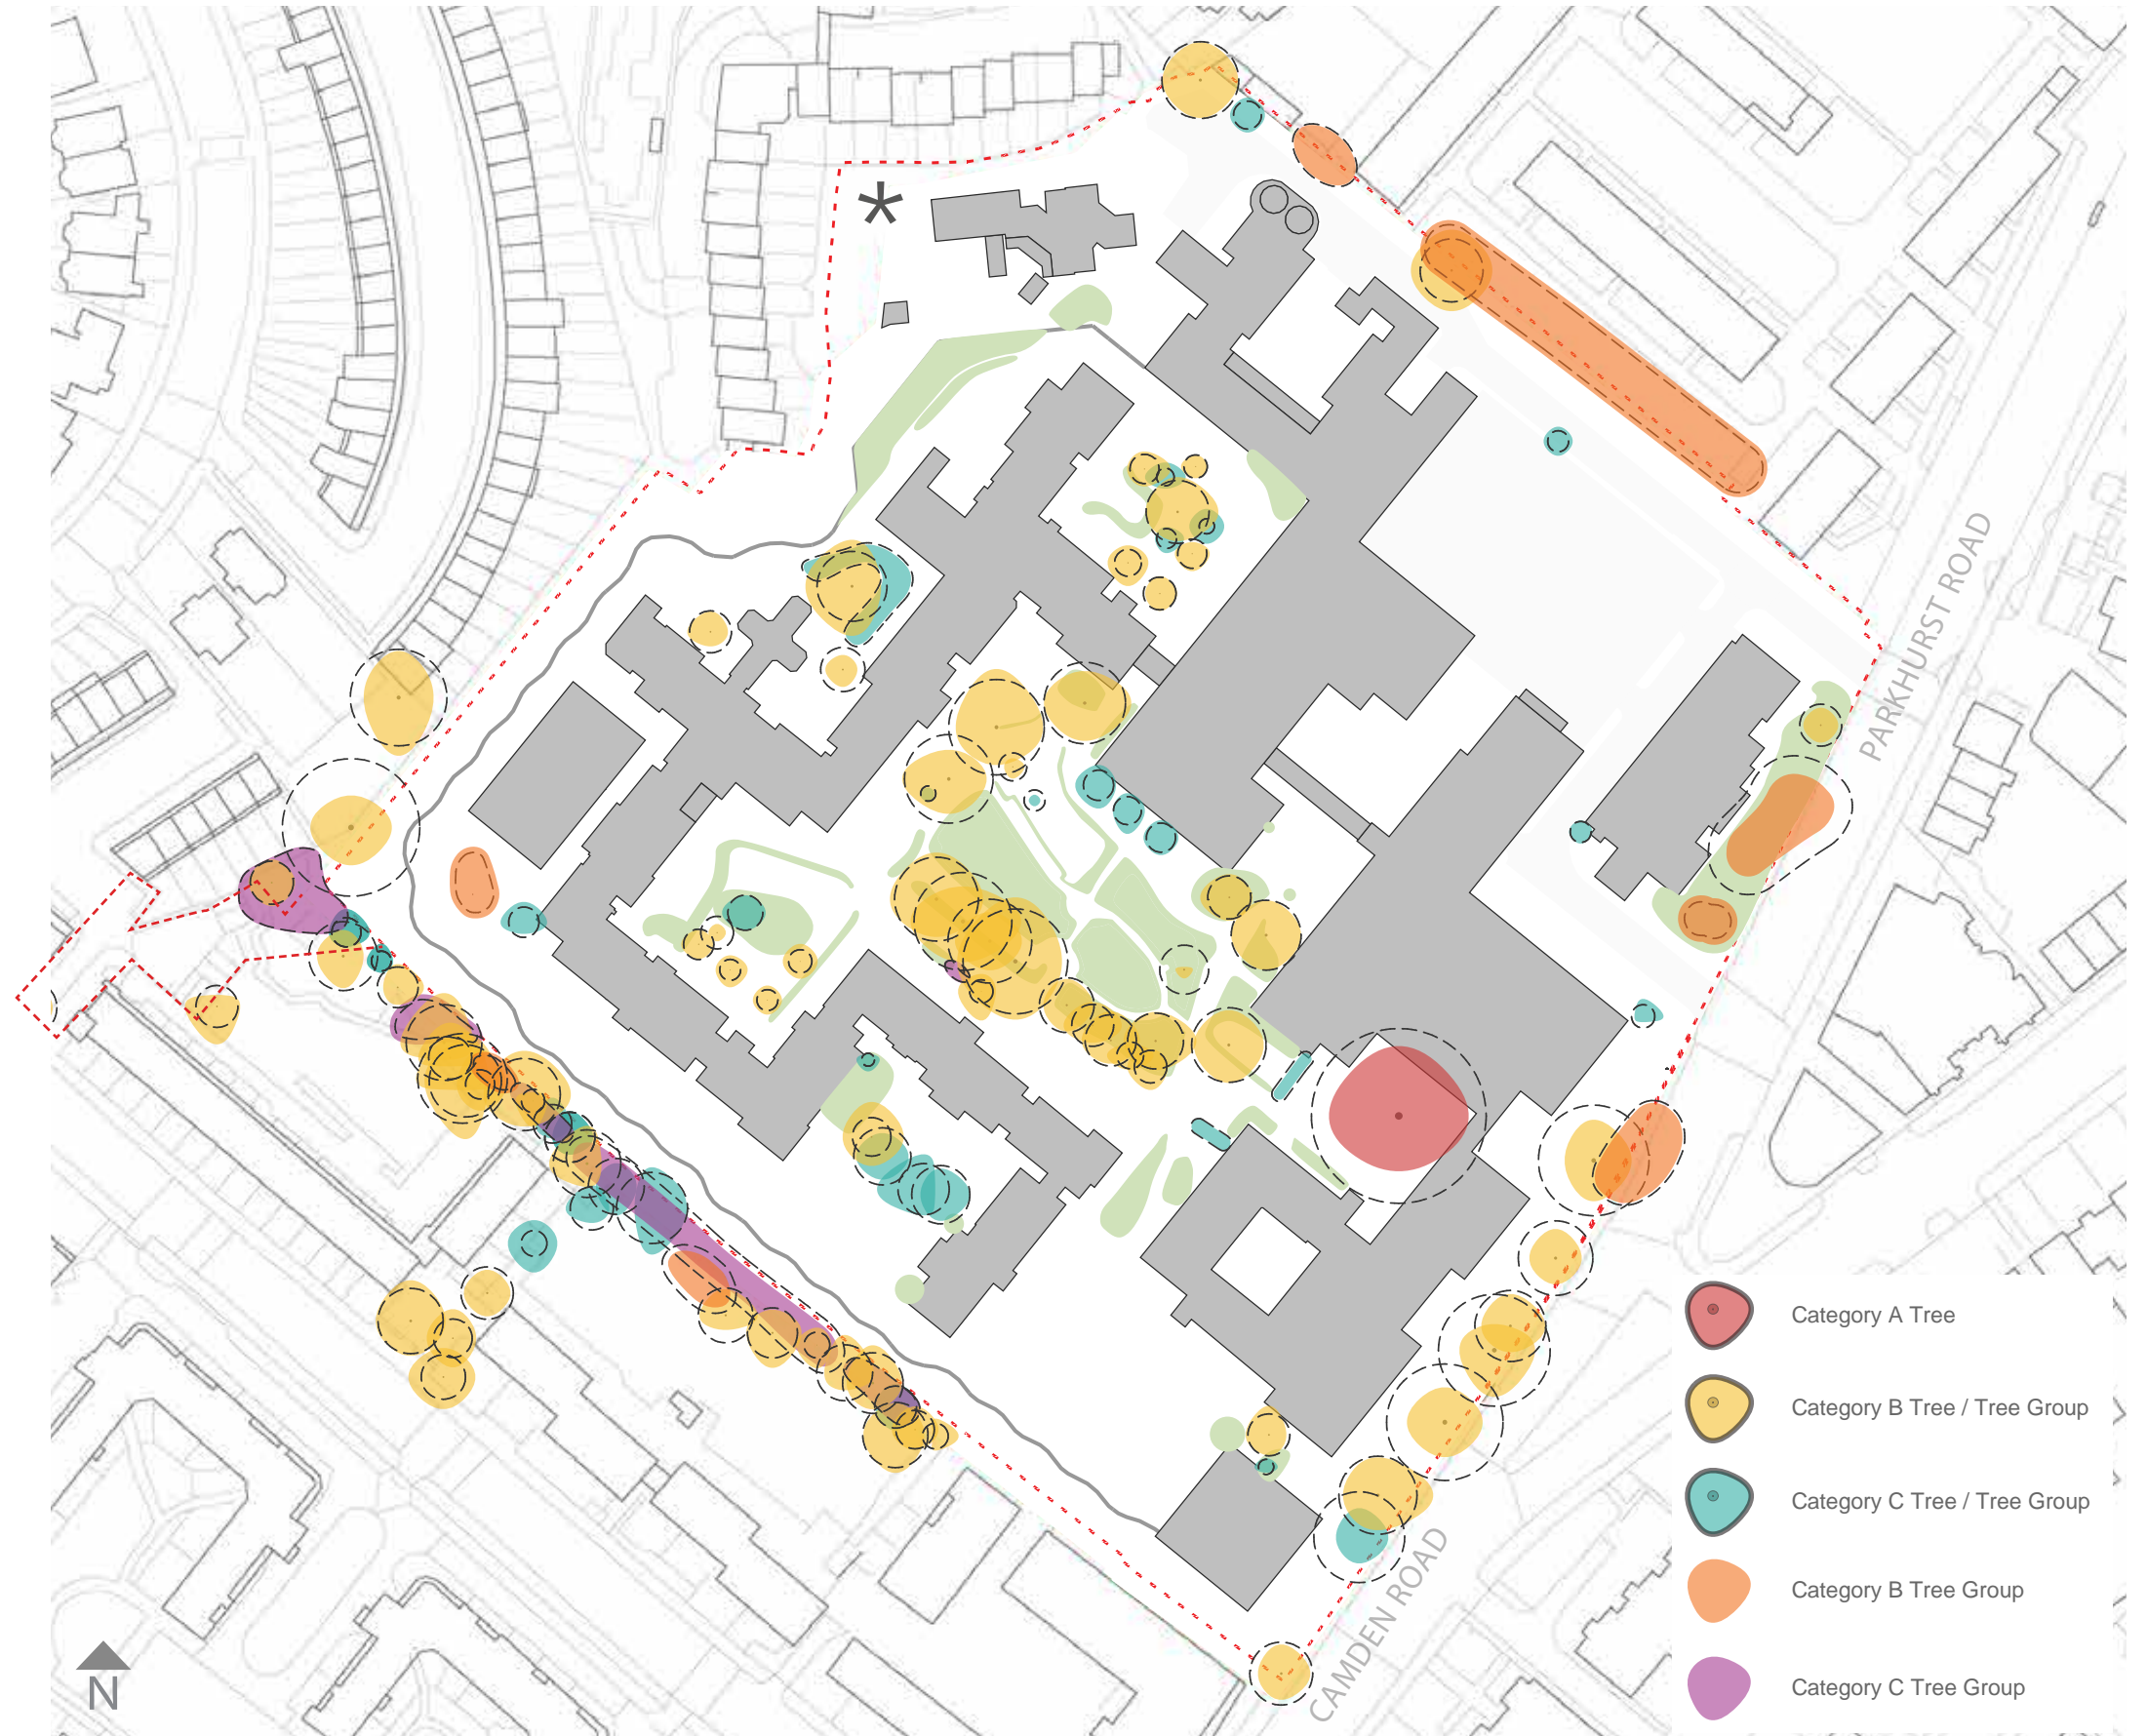 *
PARKHURST ROAD
CAMDEN ROAD
Category A Tree
Category B Tree / Tree Group
Category C Tree / Tree Group
Category B Tree Group
Category C Tree Group
N